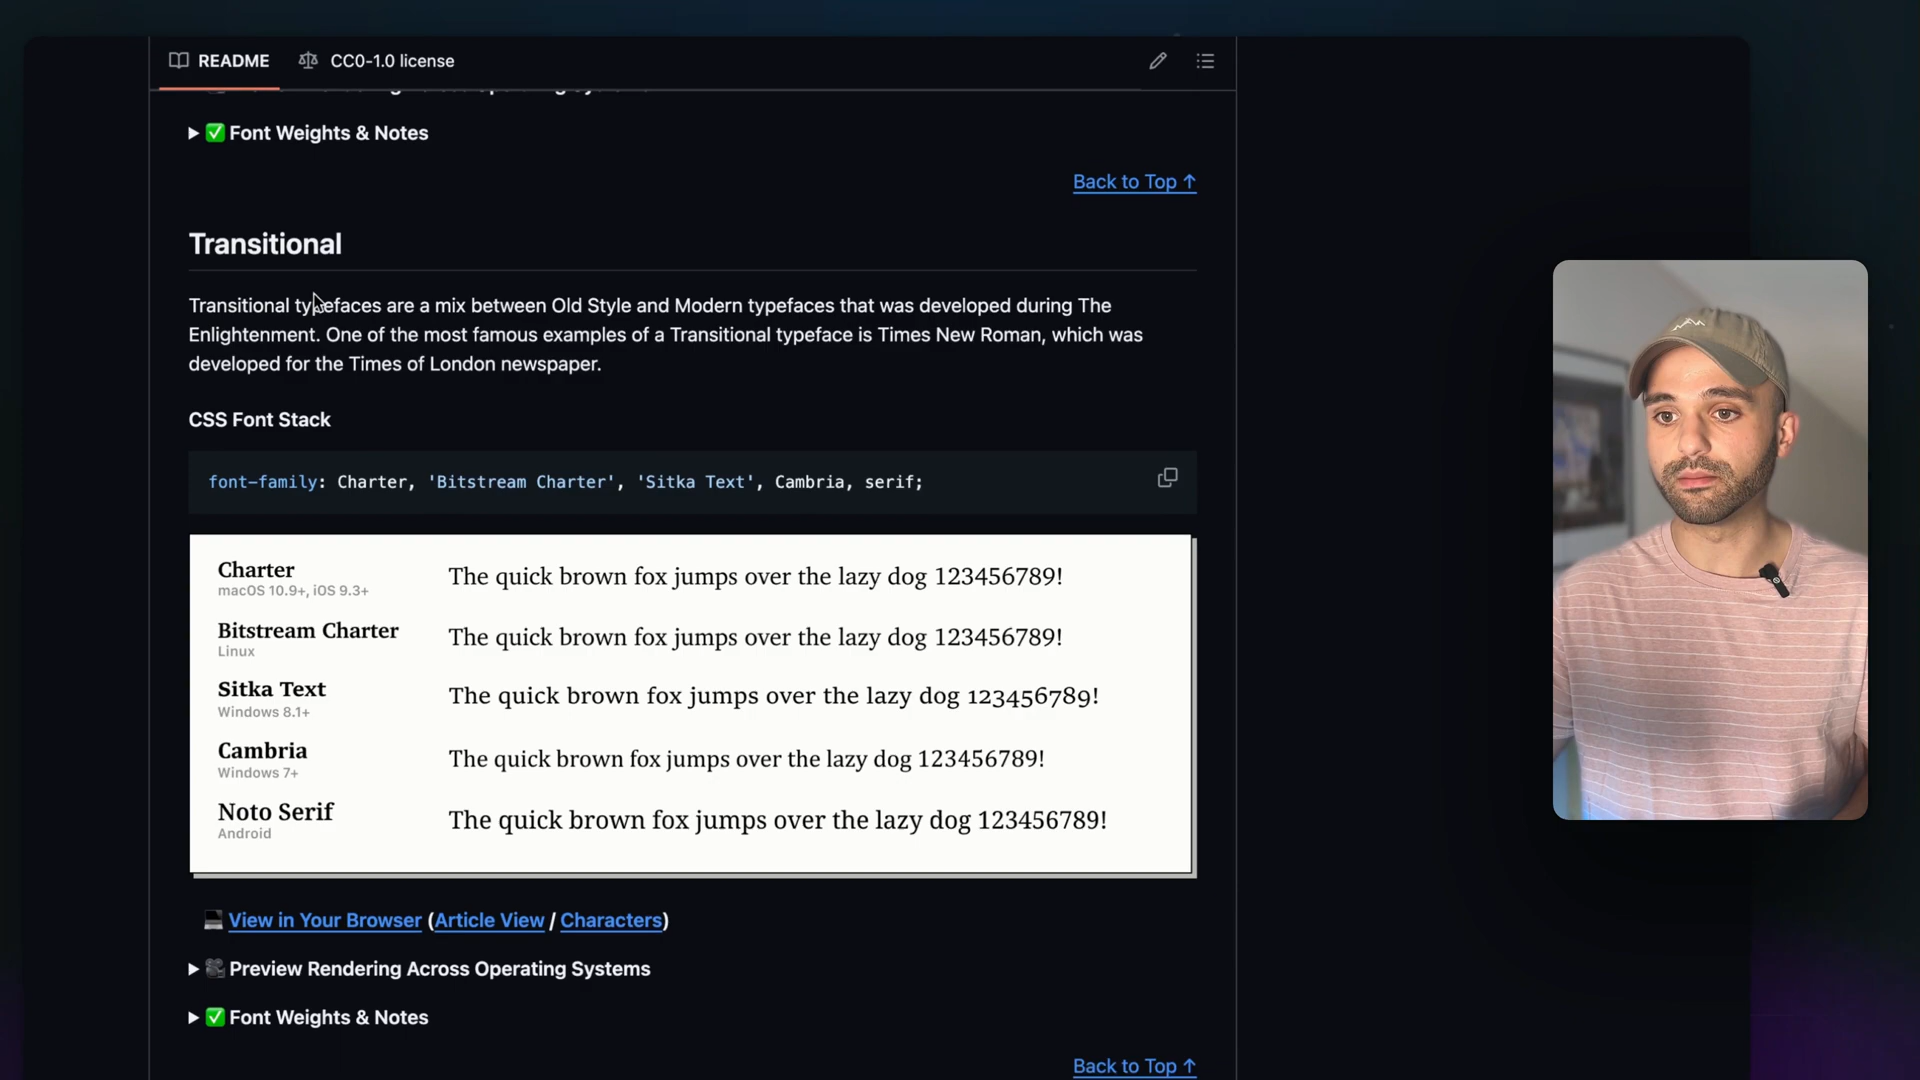 README
CC0-1.0 license
Font Weights & Notes
Back to Top ↑
Transitional
Transitional typefaces are a mix between Old Style and Modern typefaces that was developed during The
Enlightenment. One of the most famous examples of a Transitional typeface is Times New Roman, which was
developed for the Times of London newspaper.
CSS Font Stack
font-family: Charter, 'Bitstream Charter', 'Sitka Text', Cambria, serif;
Charter
The quick brown fox jumps over the lazy dog 123456789!
macOS 10.9+, iOS 9.3+
Bitstream Charter
The quick brown fox jumps over the lazy dog 123456789!
Linux
Sitka Text
The quick brown fox jumps over the lazy dog 123456789!
Windows 8.1+
Cambria
The quick brown fox jumps over the lazy dog 123456789!
Windows 7+
Noto Serif
The quick brown fox jumps over the lazy dog 123456789!
Android
View in Your Browser (Article View / Characters)
Preview Rendering Across Operating Systems
Font Weights & Notes
Back to Top ↑